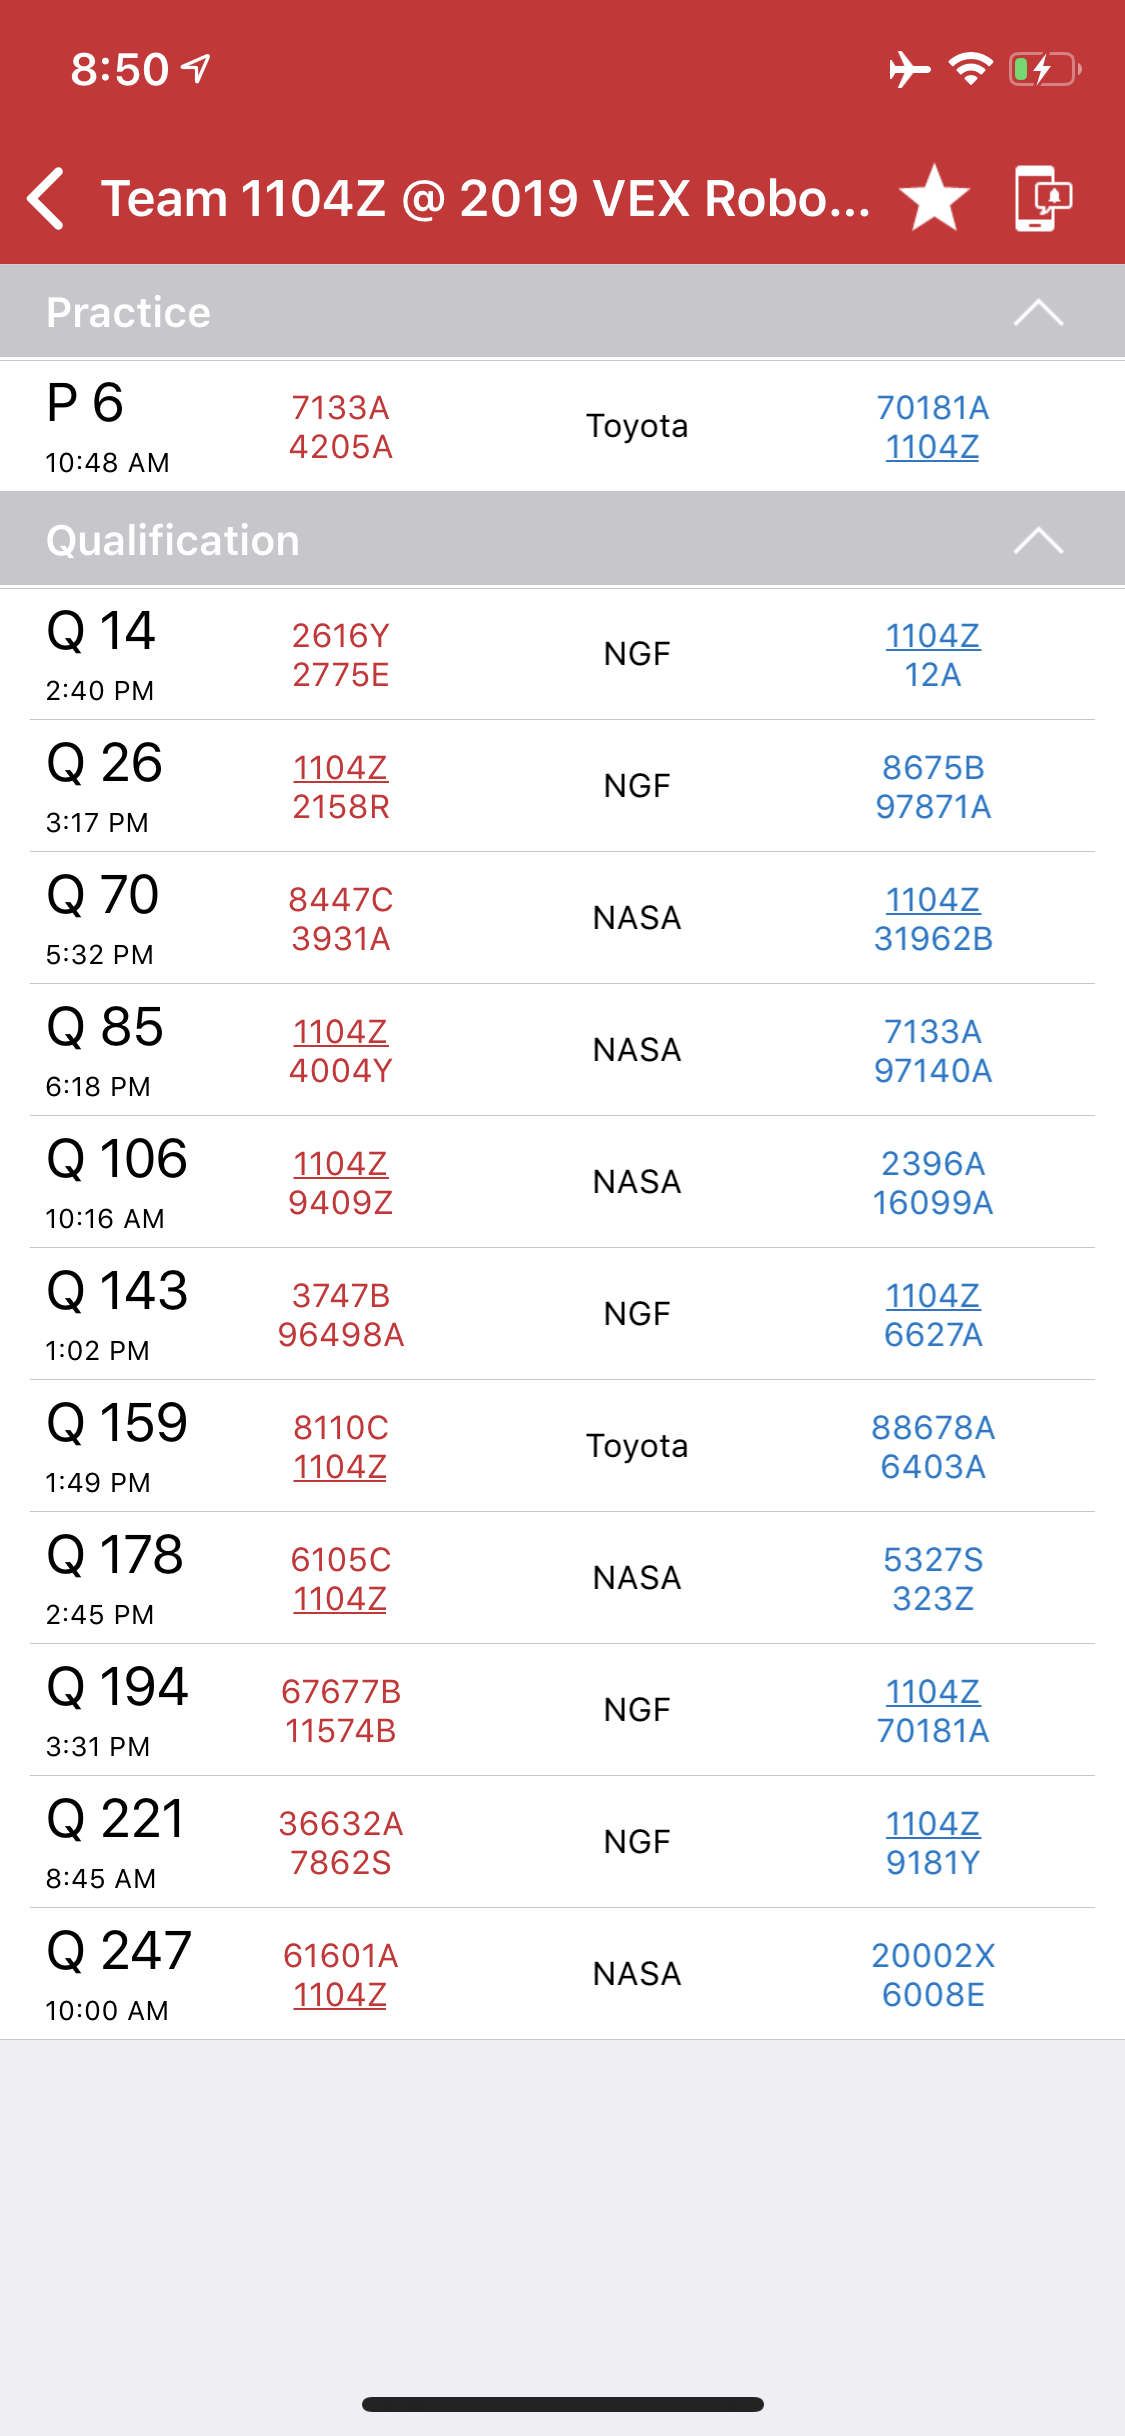 8:50
Team 1104Z @ 2019 VEX Robo...
Practice
P 6
10:48 AM
7133A
4205A
Toyota
70181A
1104Z
Qualification
Q 14
2:40 PM
2616Y
2775E
NGF
1104Z
12A
Q 26
3:17 PM
1104Z
2158R
NGF
8675B
97871A
Q 70
5:32 PM
8447C
3931A
NASA
1104Z
31962B
Q 85
6:18 PM
1104Z
4004Y
NASA
7133A
97140A
Q 106
10:16 AM
1104Z
9409Z
NASA
2396A
16099A
Q 143
1:02 PM
3747B
96498A
NGF
1104Z
6627A
Q 159
1:49 PM
8110C
1104Z
Toyota
88678A
6403A
Q 178
2:45 PM
6105C
1104Z
NASA
5327S
323Z
Q 194
3:31 PM
67677B
11574B
NGF
1104Z
70181A
Q 221
8:45 AM
36632A
7862S
NGF
1104Z
9181Y
Q 247
10:00 AM
61601A
1104Z
NASA
20002X
6008E